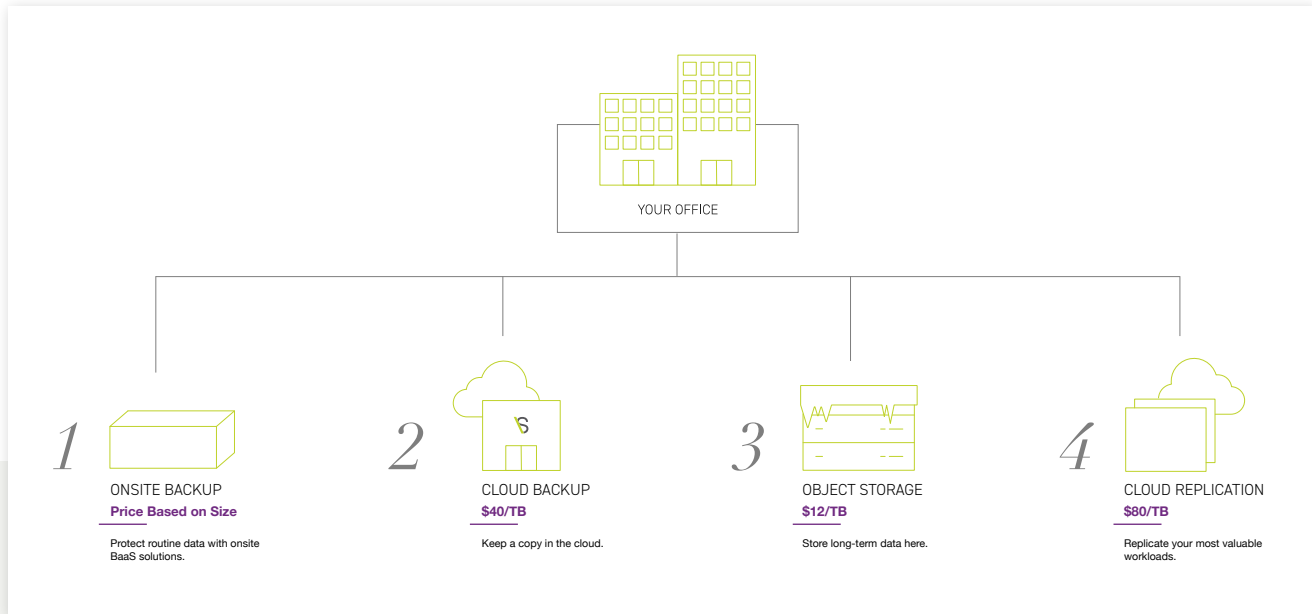 YOUR OFFICE
1
ONSITE BACKUP
Price Based on Size
Protect routine data with onsite
BaaS solutions.
2
S
CLOUD BACKUP
$40/TB
Keep a copy in the cloud.
3
OBJECT STORAGE
$12/TB
Store long-term data here.
4
CLOUD REPLICATION
$80/TB
Replicate your most valuable
workloads.